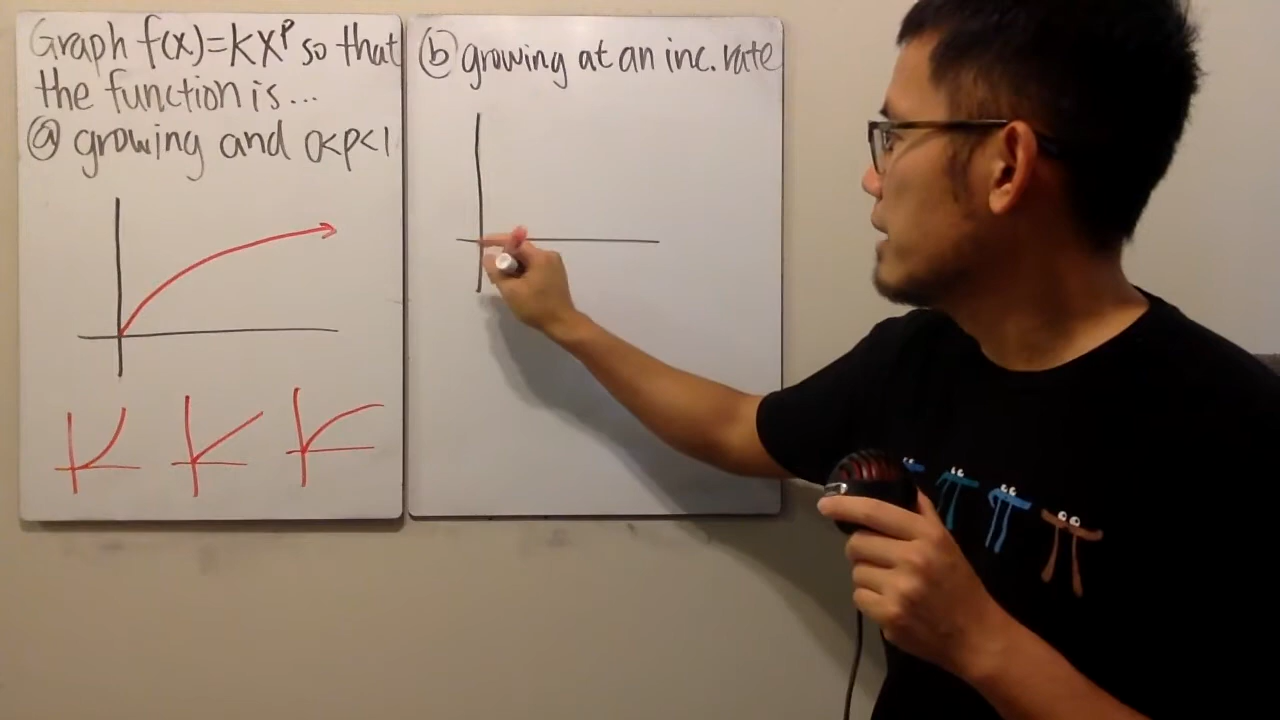 Graph f(x)=kx^p so that
the function is...
ⓐ growing and 0<p<1
ⓑ growing at an inc. rate